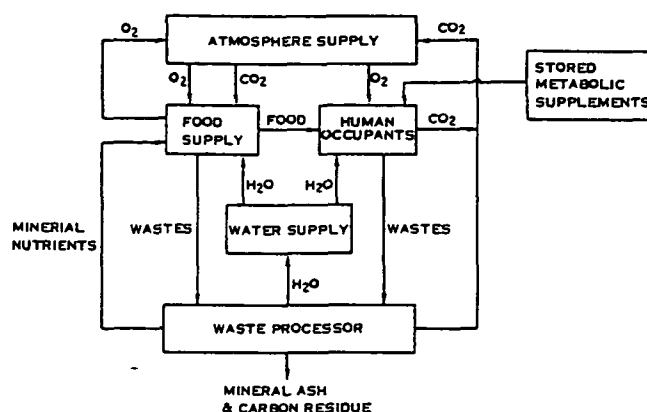 O2
ATMOSPHERE SUPPLY
CO2
O2
CO2
O2
STORED
METABOLIC
SUPPLEMENTS
FOOD
SUPPLY
FOOD
HUMAN
OCCUPANTS
CO2
H2O
H2O
MINERIAL
NUTRIENTS
WASTES
WATER SUPPLY
WASTES
H2O
WASTE PROCESSOR
MINERAL ASH
& CARBON RESIDUE